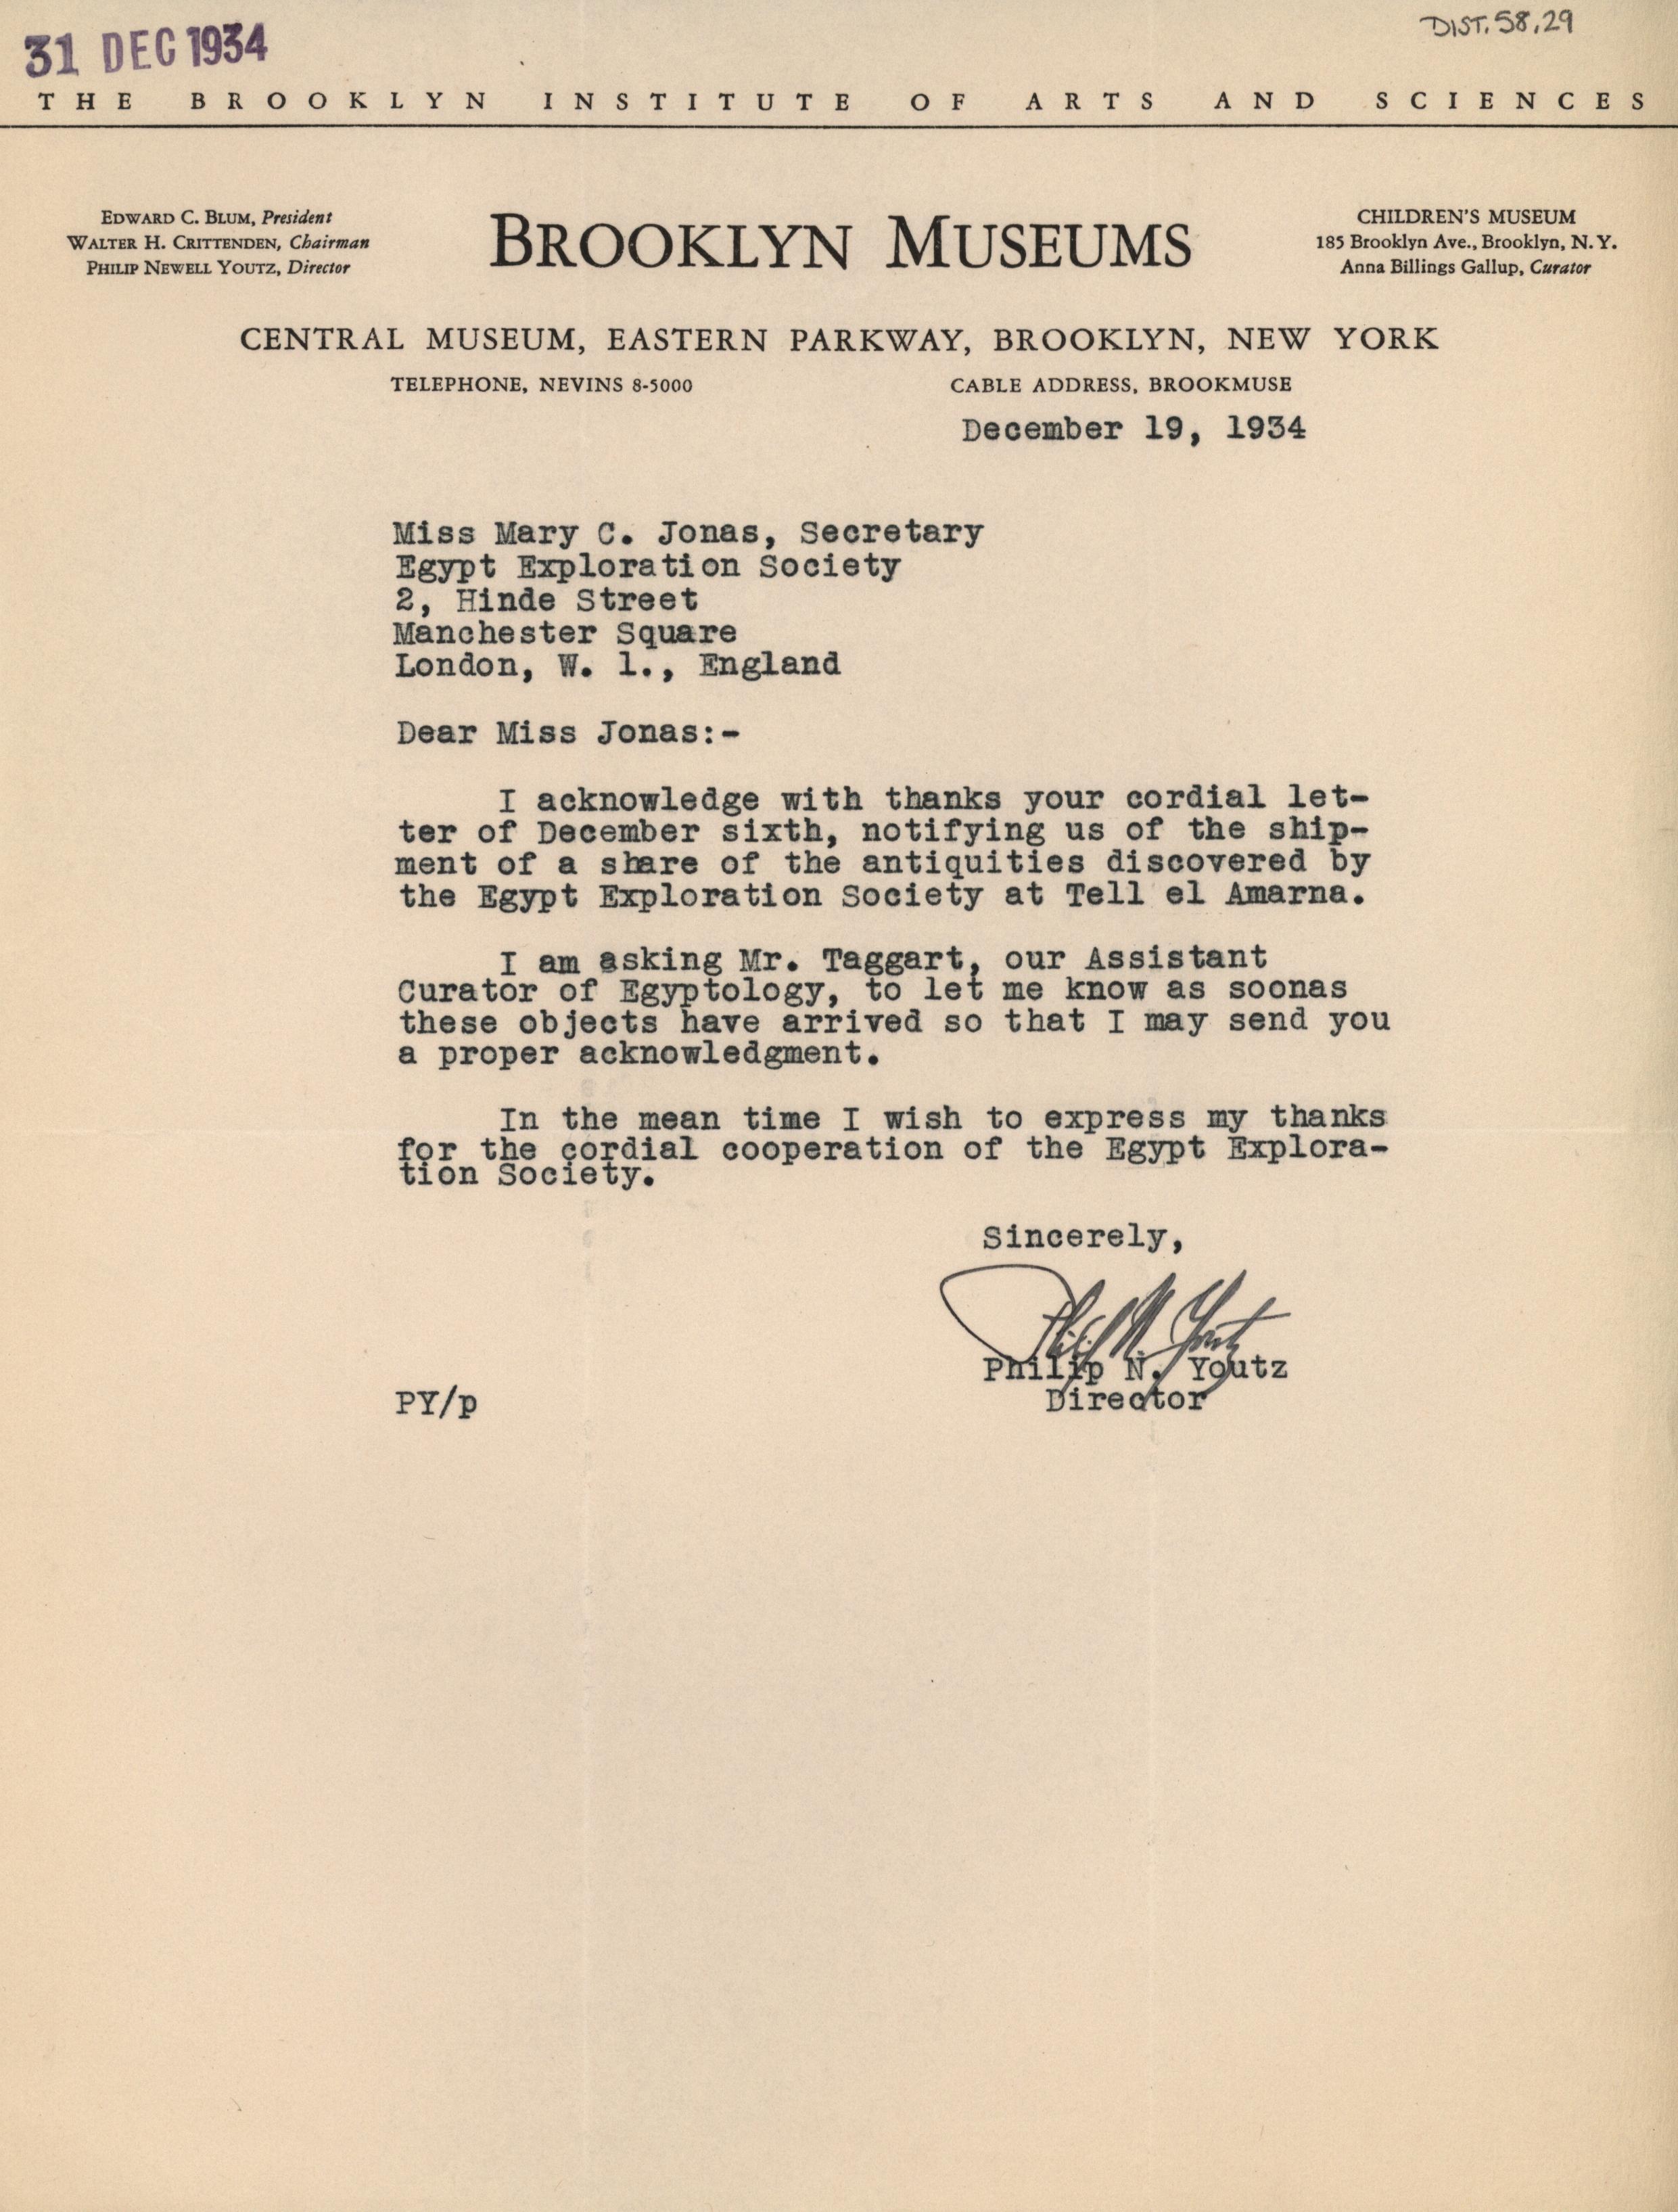 31 DEC 1934
DIST. 58.29
THE BROOKLYN INSTITUTE OF ARTS AND SCIENCES
EDWARD C. BLUM, President
WALTER H. CRITTENDEN, Chairman
PHILIP NEWELL YOUTZ, Director
BROOKLYN MUSEUMS
CHILDREN'S MUSEUM
185 Brooklyn Ave., Brooklyn, N. Y.
Anna Billings Gallup, Curator
CENTRAL MUSEUM, EASTERN PARKWAY, BROOKLYN, NEW YORK
TELEPHONE, NEVINS 8-5000
CABLE ADDRESS, BROOKMUSE
December 19, 1934
Miss Mary C. Jonas, Secretary
Egypt Exploration Society
2, Hinde Street
Manchester Square
London, W. 1., England
Dear Miss Jonas:-
I acknowledge with thanks your cordial let-
ter of December sixth, notifying us of the ship-
ment of a share of the antiquities discovered by
the Egypt Exploration Society at Tell el Amarna.
I am asking Mr. Taggart, our Assistant
Curator of Egyptology, to let me know as soonas
these objects have arrived so that I may send you
a proper acknowledgment.
In the mean time I wish to express my thanks
for the cordial cooperation of the Egypt Explora-
tion Society.
Sincerely,
Philip N. Youtz
Philip N. Youtz
Director
PY/p